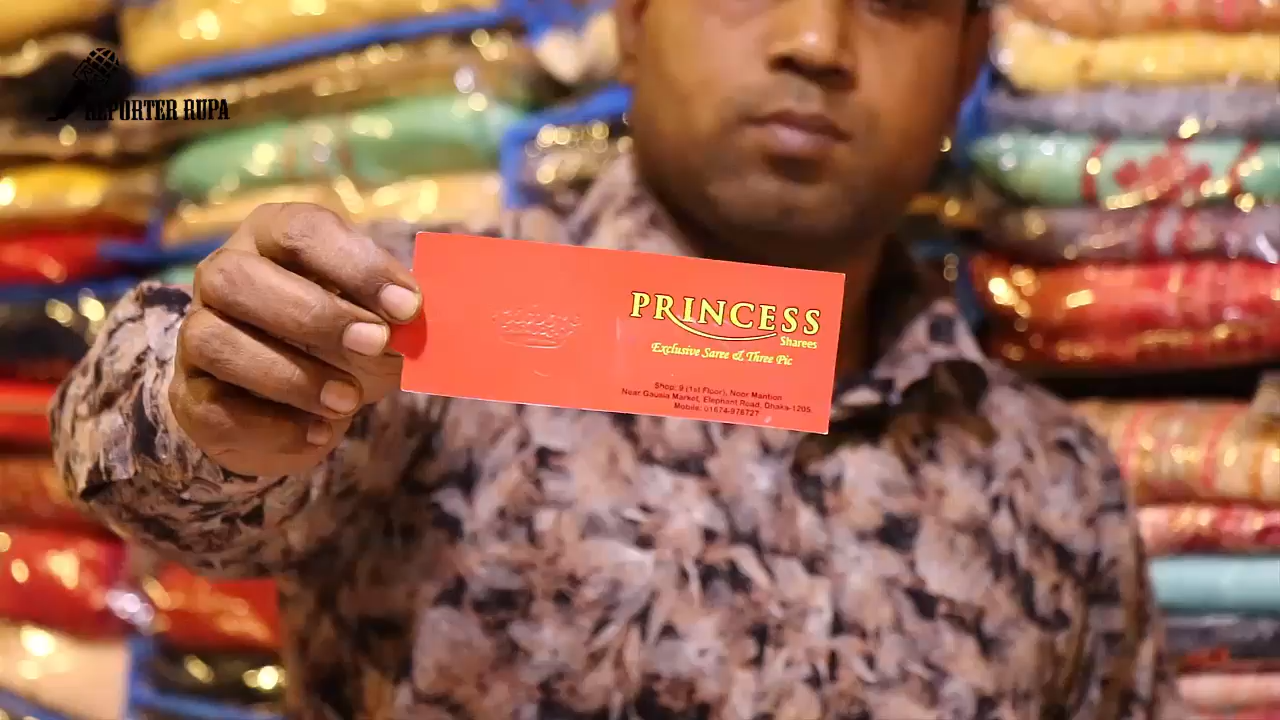 REPORTER RUPA
PRINCESS
Sharees
Exclusive Saree & Three Pic
Shop: 9 (1st Floor), Noor Mantion
Near Gausia Market, Elephant Road, Dhaka-1205.
Mobile: 01674-978727